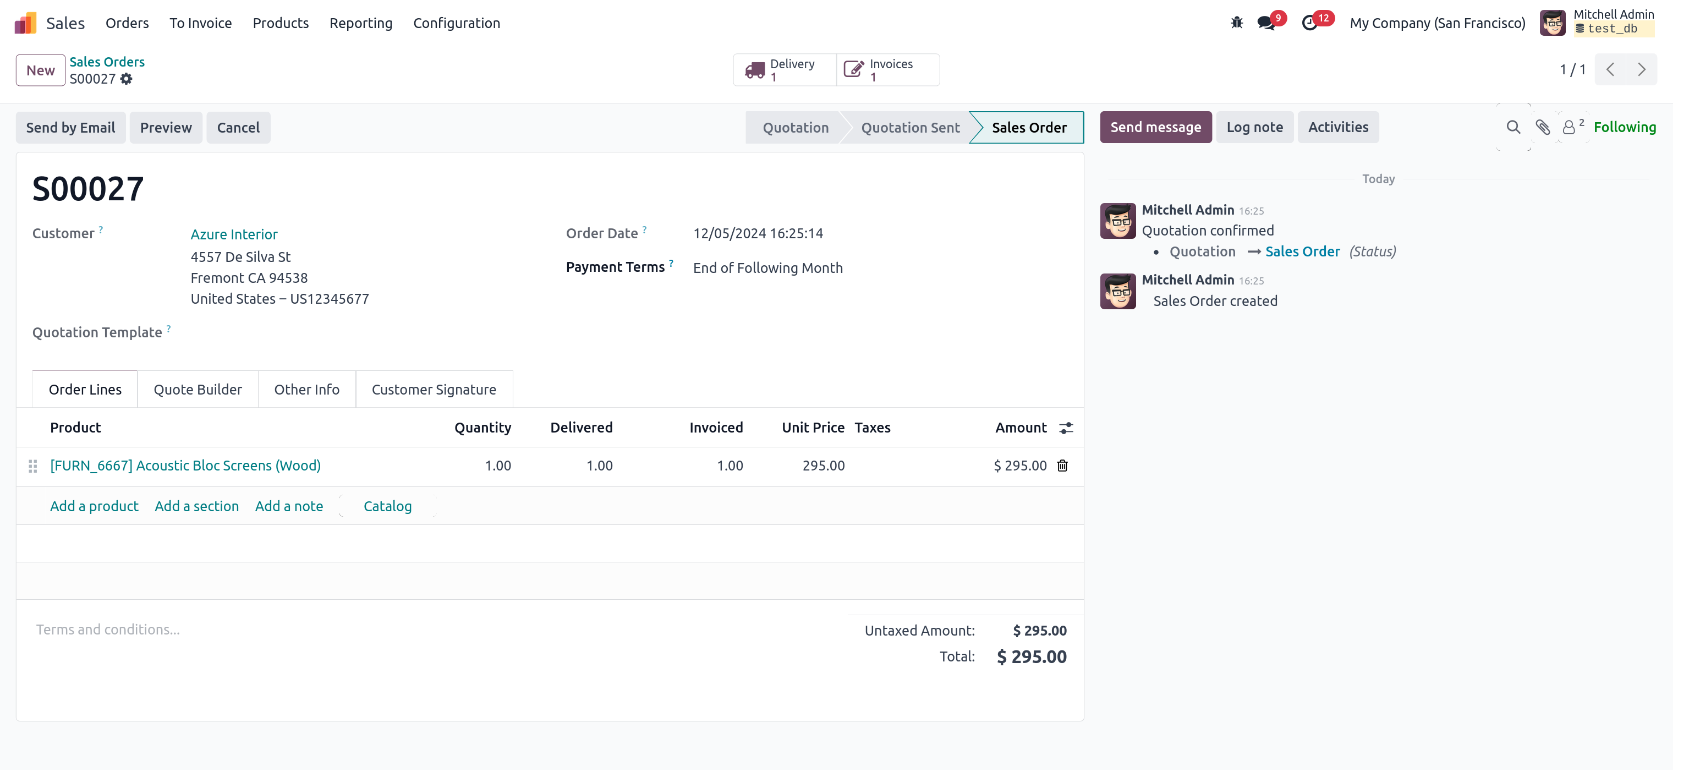 Sales Orders To Invoice Products Reporting Configuration 9 12 My Company (San Francisco) Mitchell Admin
test_db
New Sales Orders
S00027
Delivery
1
Invoices
1
1 / 1
Send by Email Preview Cancel Quotation Quotation Sent Sales Order
Send message Log note Activities 2 Following
S00027
Customer ? Azure Interior
4557 De Silva St
Fremont CA 94538
United States – US12345677
Order Date ? 12/05/2024 16:25:14
Payment Terms ? End of Following Month
Quotation Template ?
Order Lines Quote Builder Other Info Customer Signature
Product Quantity Delivered Invoiced Unit Price Taxes Amount
[FURN_6667] Acoustic Bloc Screens (Wood) 1.00 1.00 1.00 295.00 $ 295.00
Add a product Add a section Add a note Catalog
Terms and conditions...
Untaxed Amount: $ 295.00
Total: $ 295.00
Today
Mitchell Admin 16:25
Quotation confirmed
• Quotation → Sales Order (Status)
Mitchell Admin 16:25
Sales Order created